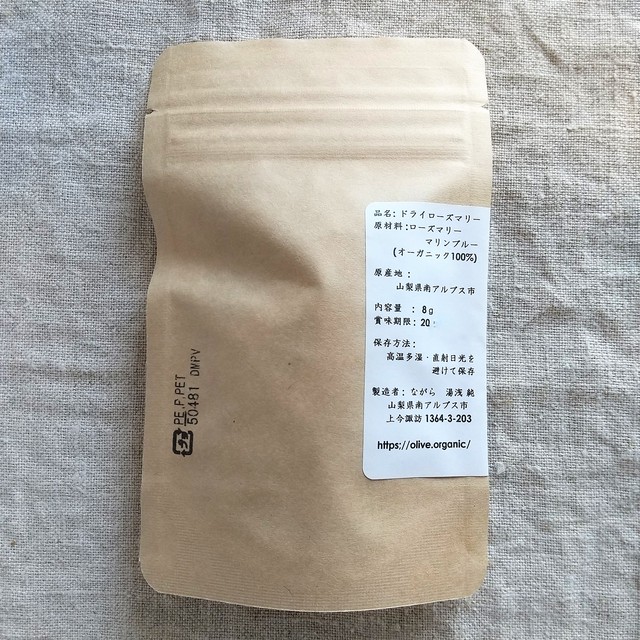 品名: ドライローズマリー
原材料:ローズマリー
マリンブルー
(オーガニック100%)
原産地:
山梨県南アルプス市
内容量 : 8g
賞味期限: 20
保存方法:
高温多湿・直射日光を
避けて保存
製造者: ながら 湯浅 純
山梨県南アルプス市
上今諏訪 1364-3-203
https://olive.organic/
PE,P,PET
50481 DMPV